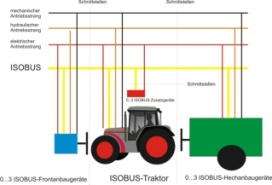 Schnittstellen
Schnittstellen
mechanischer
Antriebsstrang
hydraulischer
Antriebsstrang
elektrischer
Antriebsstrang
ISOBUS
Schnittstellen
0...3 ISOBUS-Zusatzgeräte
0...3 ISOBUS-Frontanbaugeräte
ISOBUS-Traktor
0...3 ISOBUS-Heckanbaugeräte